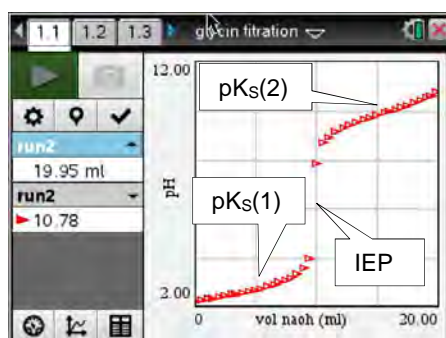 1.1 1.2 1.3 glycin titration
run2
19.95 ml
run2
10.78
12.00
pH
2.00
0 vol naoh (ml) 20.00
pKS(2)
pKS(1)
IEP